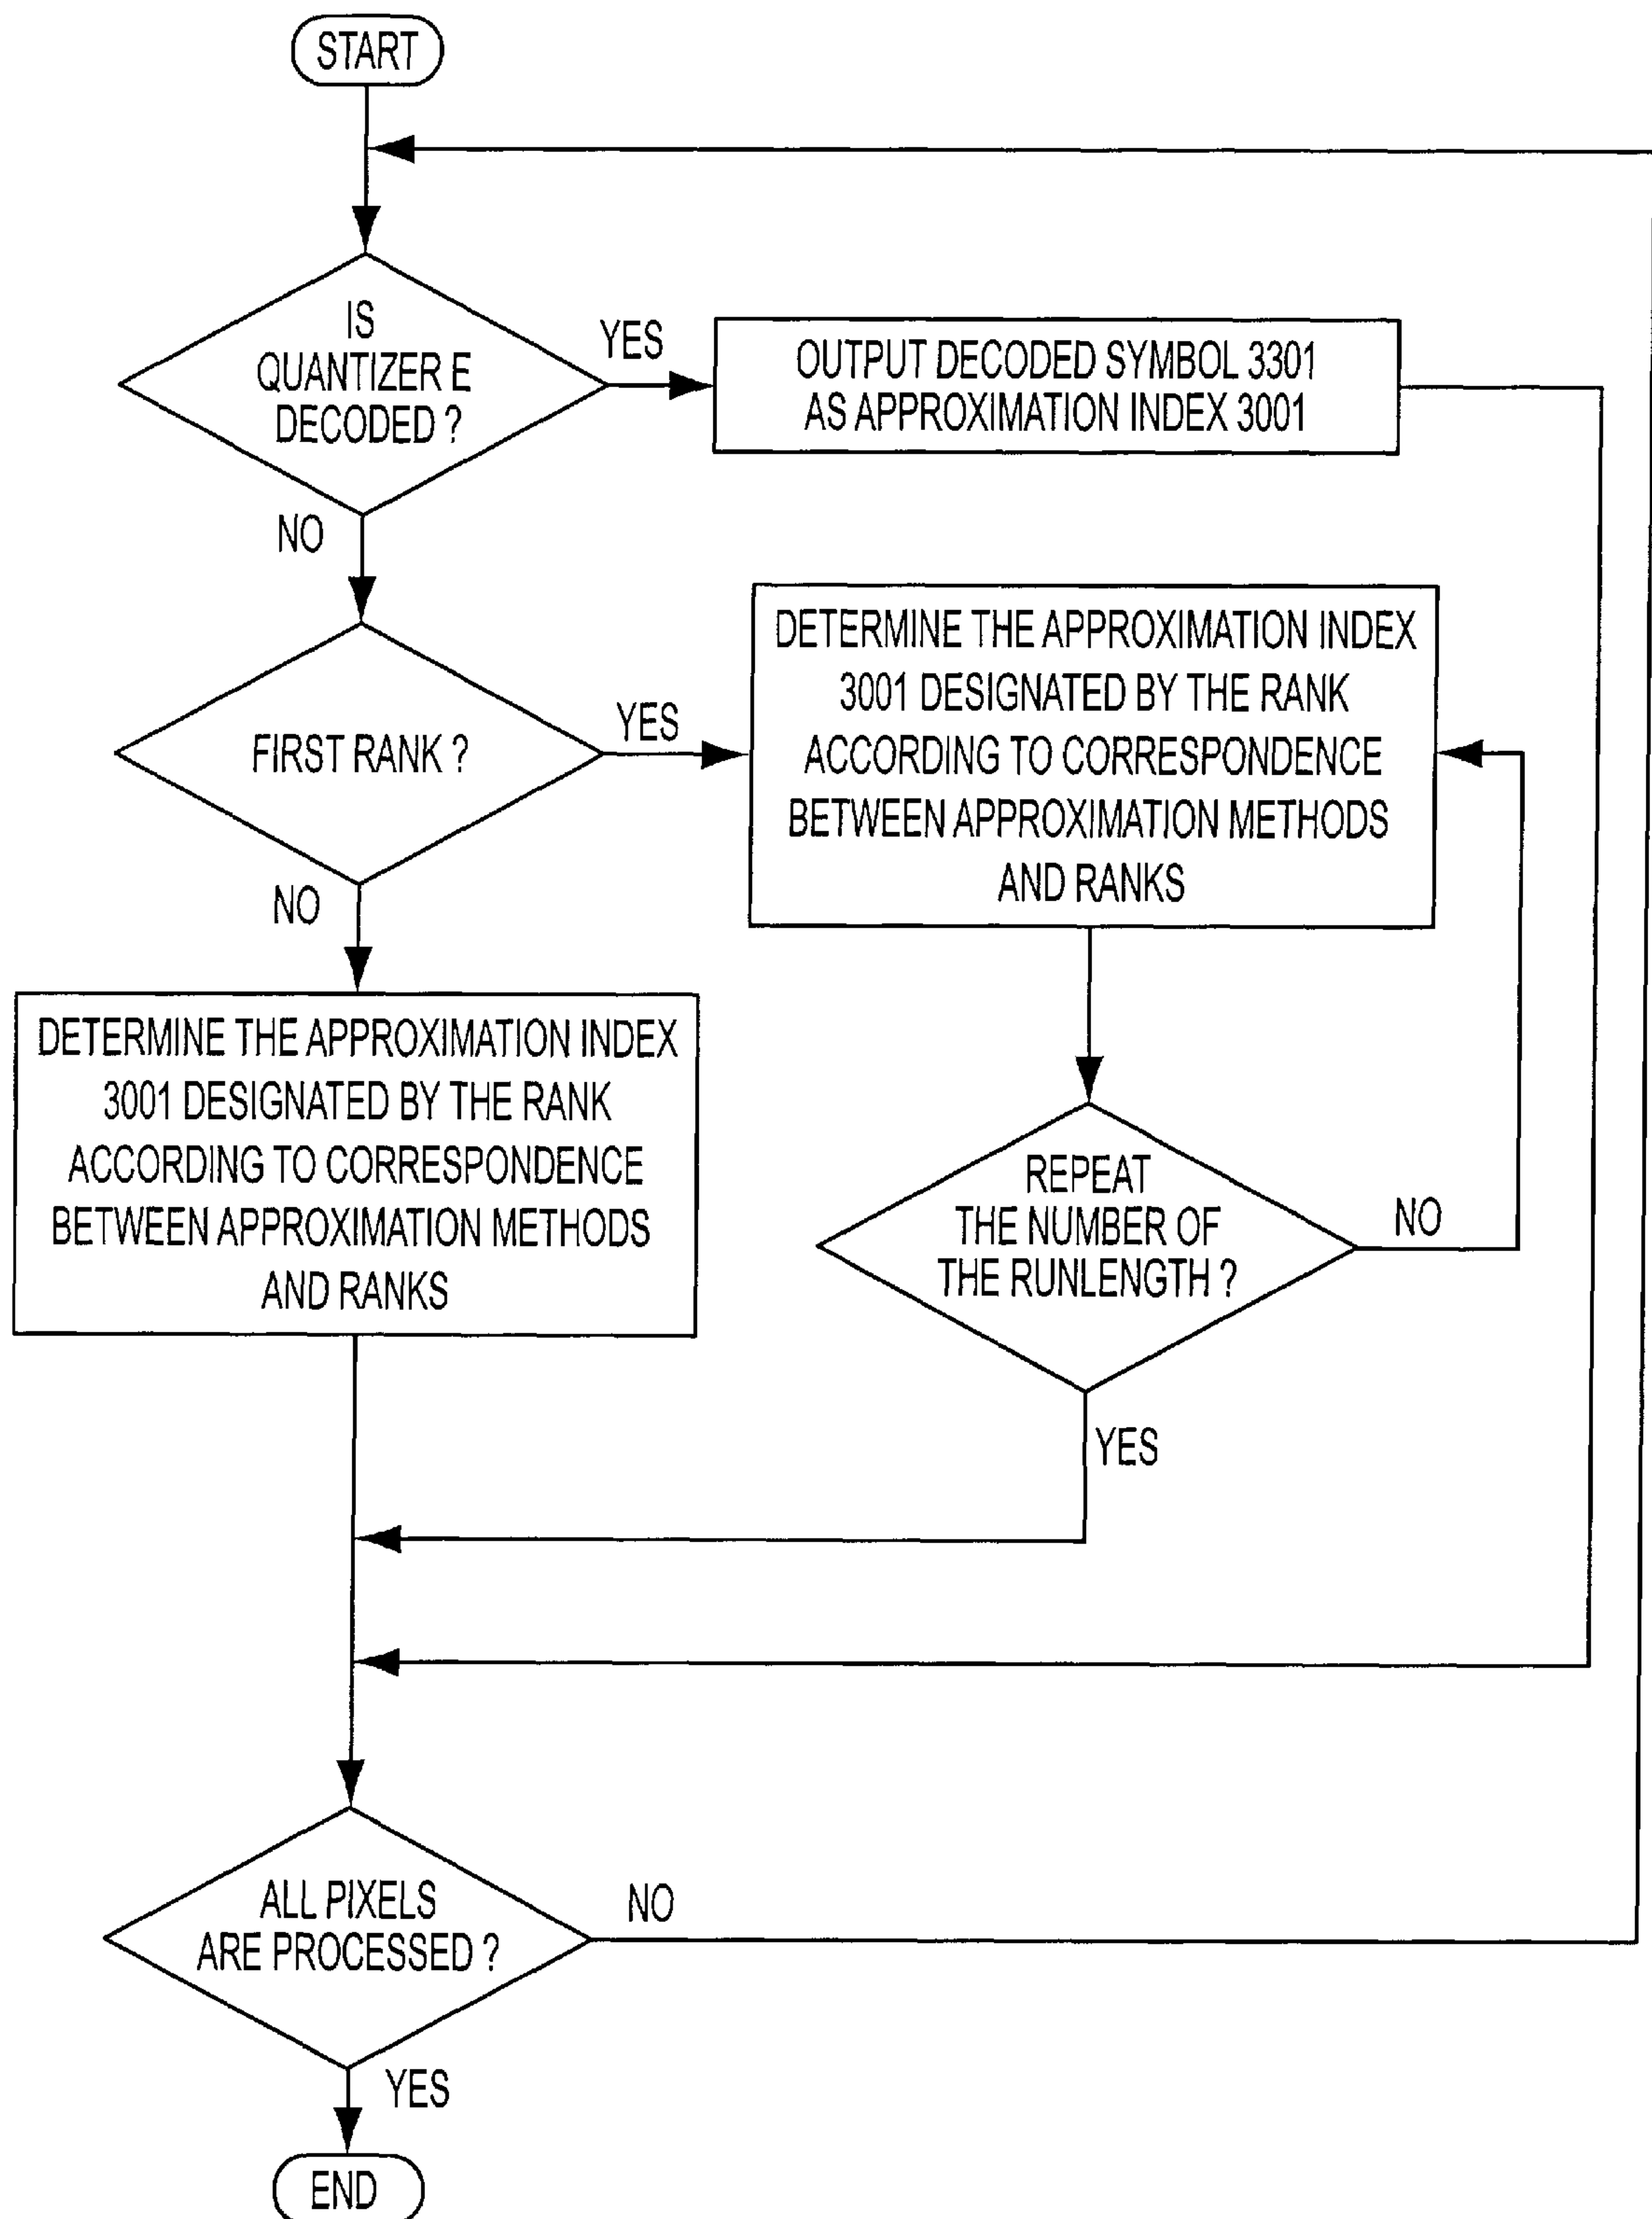 START
IS
QUANTIZER E
DECODED ?
YES
OUTPUT DECODED SYMBOL 3301
AS APPROXIMATION INDEX 3001
NO
FIRST RANK ?
YES
DETERMINE THE APPROXIMATION INDEX
3001 DESIGNATED BY THE RANK
ACCORDING TO CORRESPONDENCE
BETWEEN APPROXIMATION METHODS
AND RANKS
NO
DETERMINE THE APPROXIMATION INDEX
3001 DESIGNATED BY THE RANK
ACCORDING TO CORRESPONDENCE
BETWEEN APPROXIMATION METHODS
AND RANKS
REPEAT
THE NUMBER OF
THE RUNLENGTH ?
NO
YES
ALL PIXELS
ARE PROCESSED ?
NO
YES
END